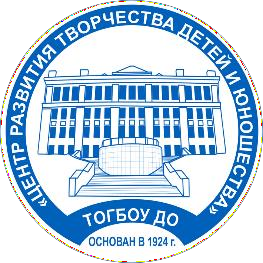 «ЦЕНТР РАЗВИТИЯ ТВОРЧЕСТВА ДЕТЕЙ И ЮНОШЕСТВА»
ТОГБОУ ДО
ОСНОВАН В 1924 г.